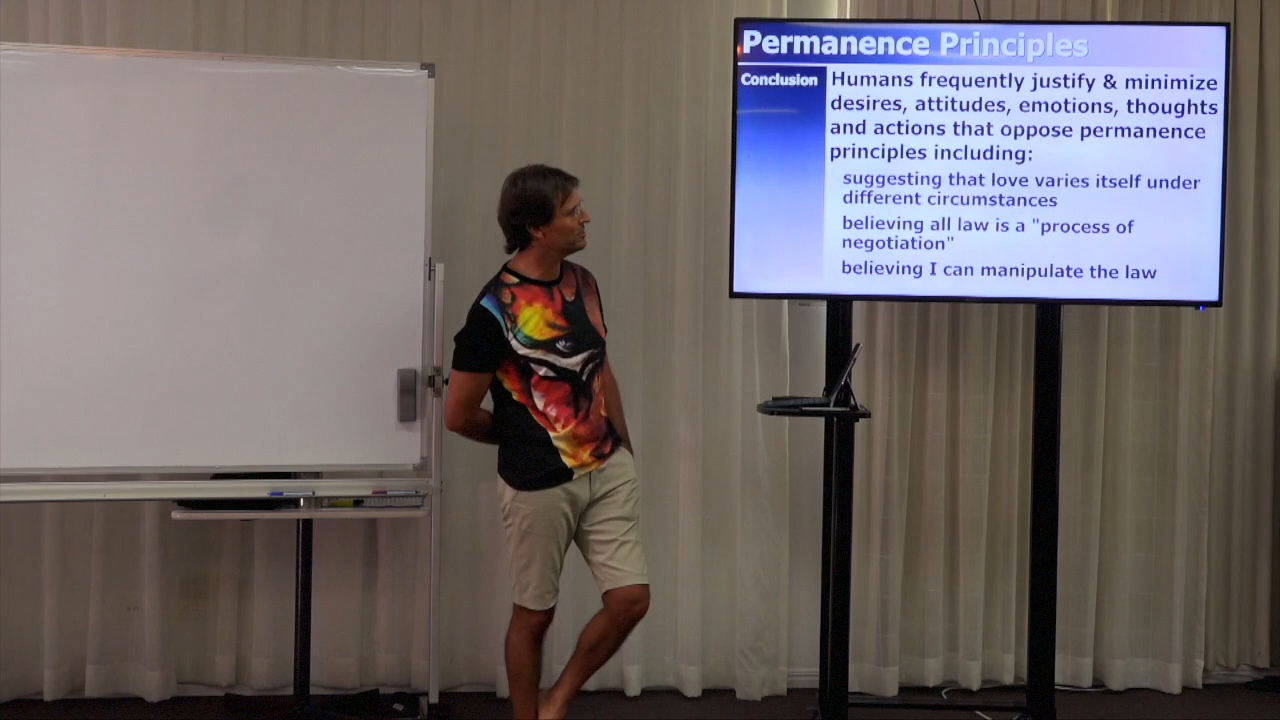 Permanence Principles
Conclusion
Humans frequently justify & minimize
desires, attitudes, emotions, thoughts
and actions that oppose permanence
principles including:
suggesting that love varies itself under
different circumstances
believing all law is a "process of
negotiation"
believing I can manipulate the law